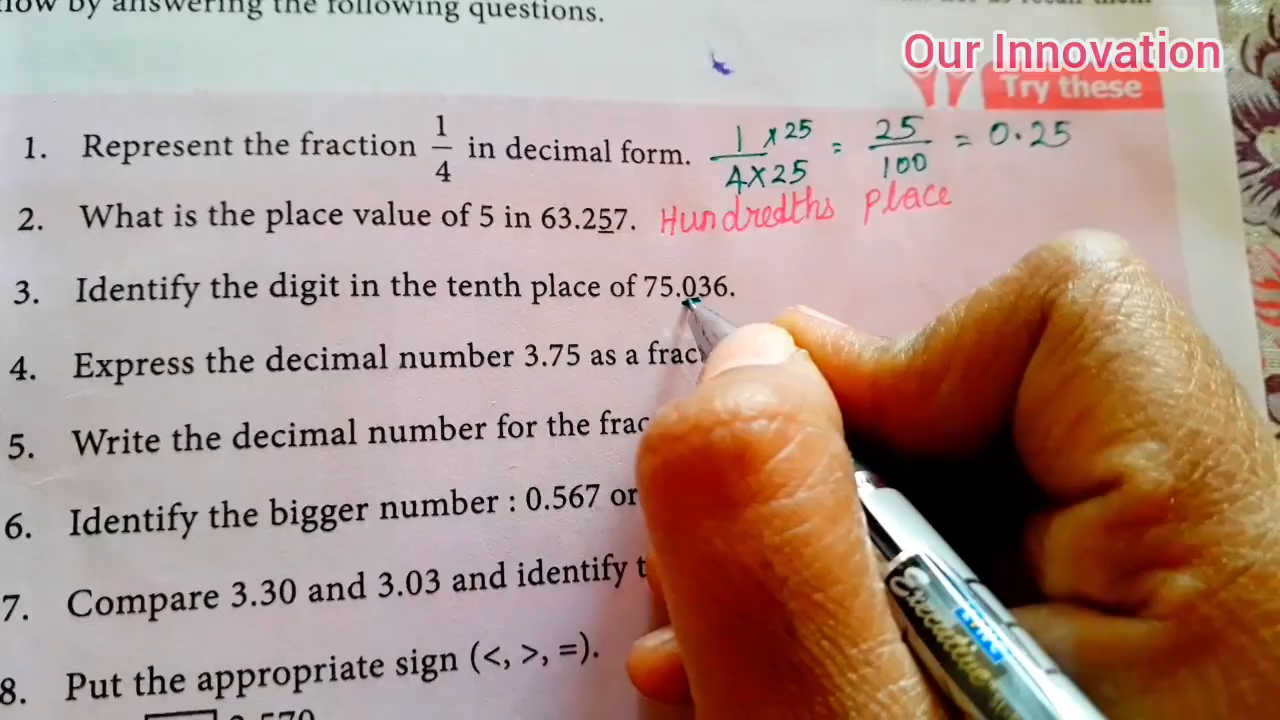 by answering the following questions.
Our Innovation
Try these
1. Represent the fraction 1/4 in decimal form. 1 x 25 / 4 x 25 = 25/100 = 0.25
2. What is the place value of 5 in 63.257. Hundredths place
3. Identify the digit in the tenth place of 75.036.
4. Express the decimal number 3.75 as a
5. Write the decimal number for the
6. Identify the bigger number : 0.567 or
7. Compare 3.30 and 3.03 and identify
8. Put the appropriate sign (<, >, =).